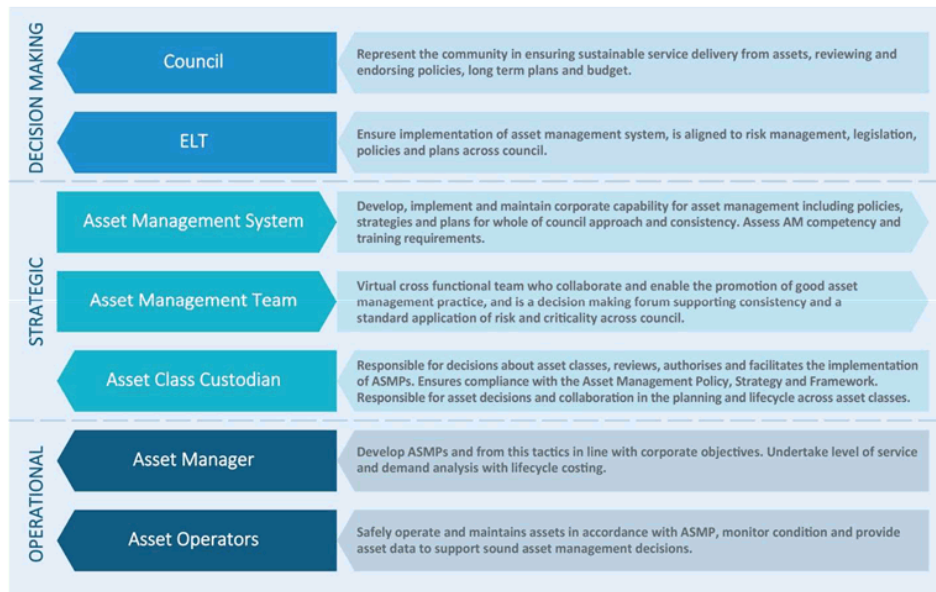 DECISION MAKING
Council
Represent the community in ensuring sustainable service delivery from assets, reviewing and
endorsing policies, long term plans and budget.
ELT
Ensure implementation of asset management system, is aligned to risk management, legislation,
policies and plans across council.
STRATEGIC
Asset Management System
Develop, implement and maintain corporate capability for asset management including policies,
strategies and plans for whole of council approach and consistency. Assess AM competency and
training requirements.
Asset Management Team
Virtual cross functional team who collaborate and enable the promotion of good asset
management practice, and is a decision making forum supporting consistency and a
standard application of risk and criticality across council.
Asset Class Custodian
Responsible for decisions about asset classes, reviews, authorises and facilitates the implementation
of ASMPs. Ensures compliance with the Asset Management Policy, Strategy and Framework.
Responsible for asset decisions and collaboration in the planning and lifecycle across asset classes.
OPERATIONAL
Asset Manager
Develop ASMPs and from this tactics in line with corporate objectives. Undertake level of service
and demand analysis with lifecycle costing.
Asset Operators
Safely operate and maintains assets in accordance with ASMP, monitor condition and provide
asset data to support sound asset management decisions.